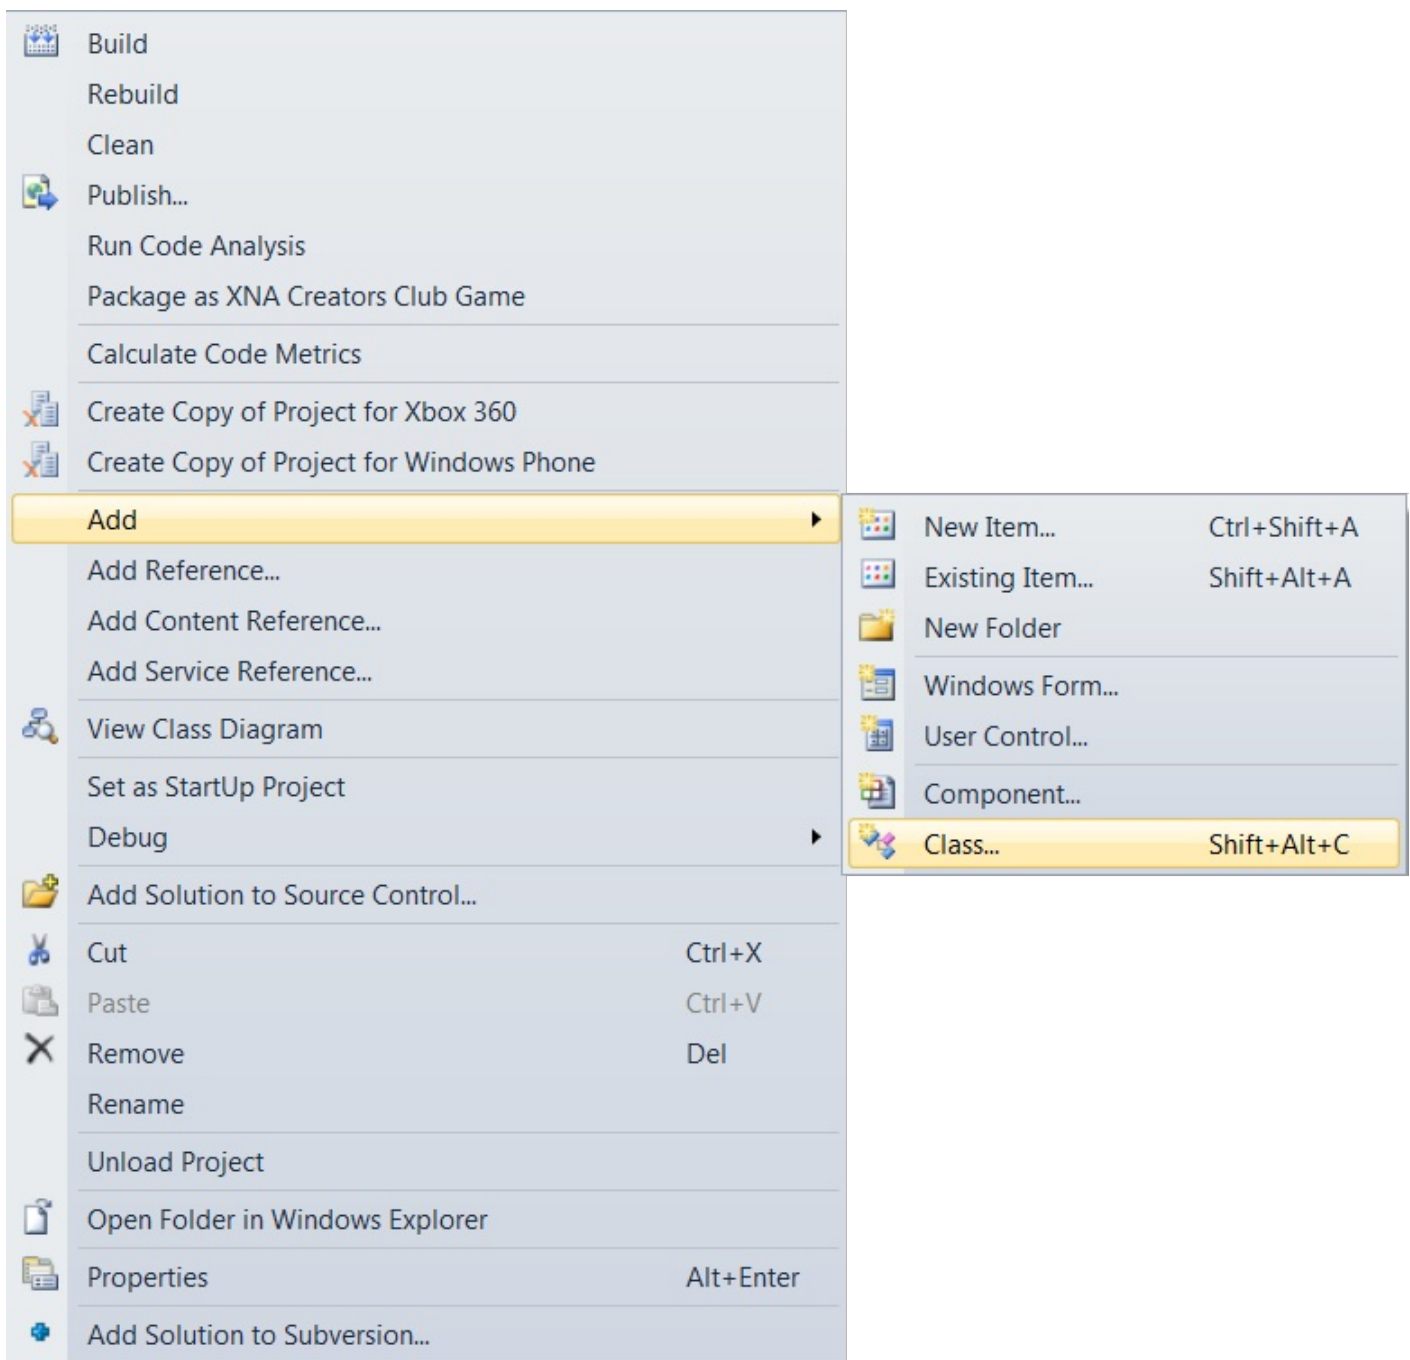 Build
Rebuild
Clean
Publish...
Run Code Analysis
Package as XNA Creators Club Game
Calculate Code Metrics
Create Copy of Project for Xbox 360
Create Copy of Project for Windows Phone
Add
Add Reference...
Add Content Reference...
Add Service Reference...
View Class Diagram
Set as StartUp Project
Debug
Add Solution to Source Control...
Cut Ctrl+X
Paste Ctrl+V
Remove Del
Rename
Unload Project
Open Folder in Windows Explorer
Properties Alt+Enter
Add Solution to Subversion...
New Item... Ctrl+Shift+A
Existing Item... Shift+Alt+A
New Folder
Windows Form...
User Control...
Component...
Class... Shift+Alt+C